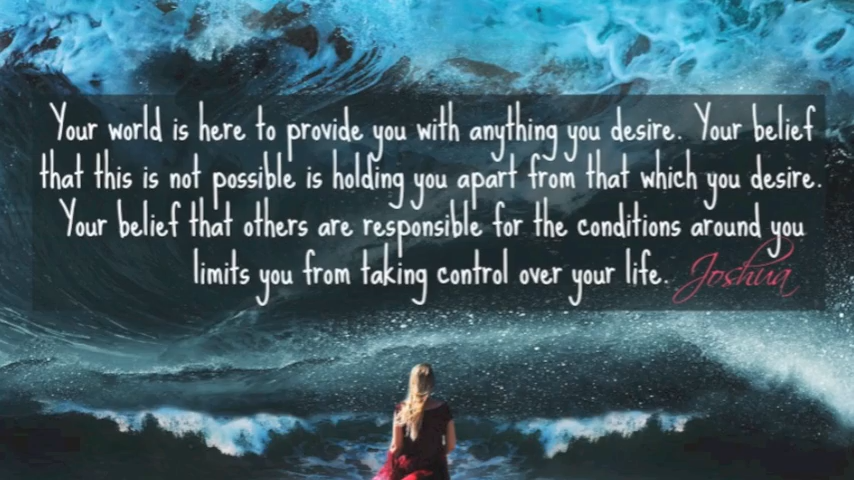 Your world is here to provide you with anything you desire. Your belief
that this is not possible is holding you apart from that which you desire.
Your belief that others are responsible for the conditions around you
limits you from taking control over your life. Joshua